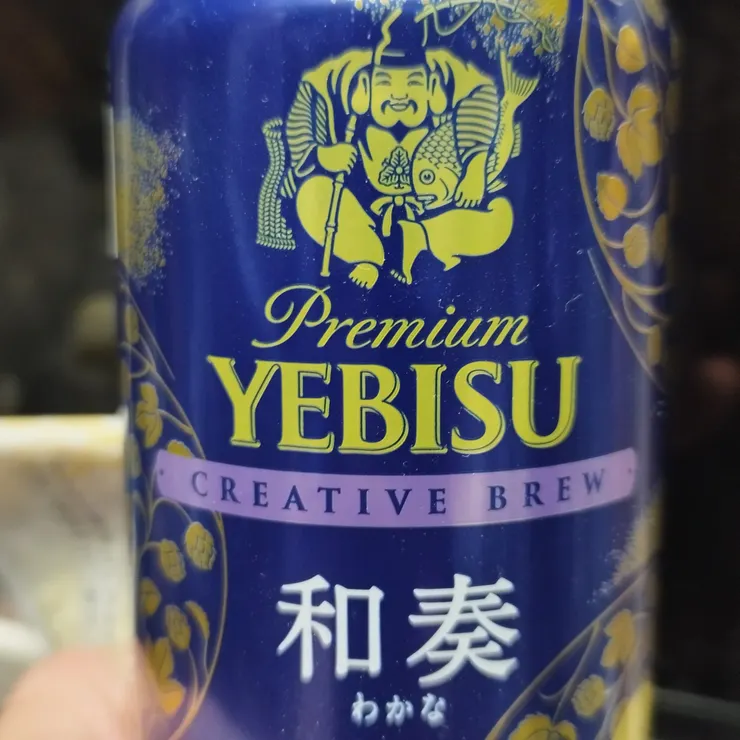 Premium
YEBISU
CREATIVE BREW
和奏
わかな